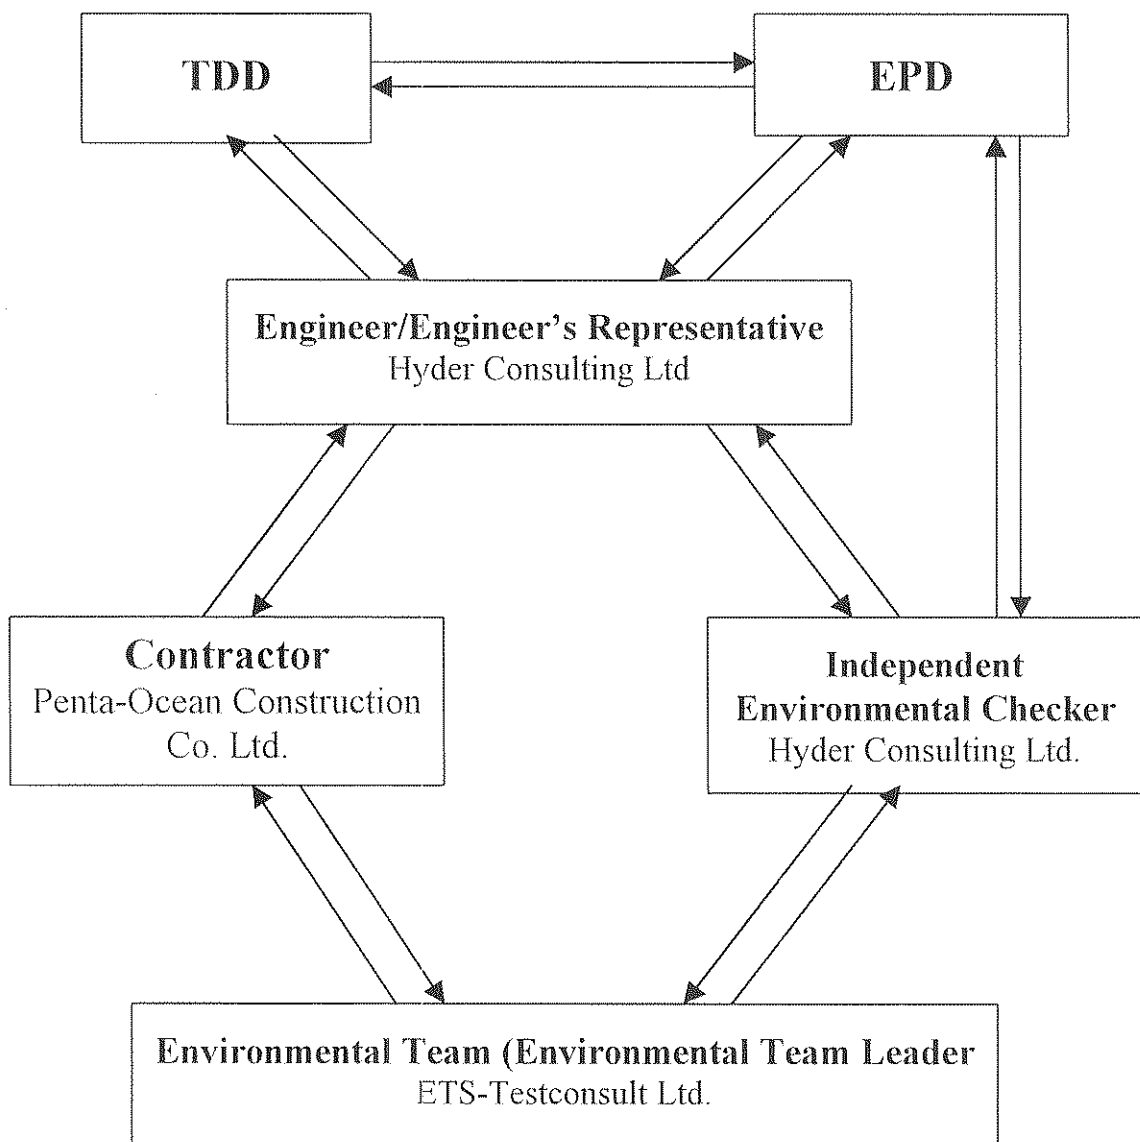 TDD
EPD
Engineer/Engineer's Representative
Hyder Consulting Ltd
Contractor
Penta-Ocean Construction
Co. Ltd.
Independent
Environmental Checker
Hyder Consulting Ltd.
Environmental Team (Environmental Team Leader
ETS-Testconsult Ltd.